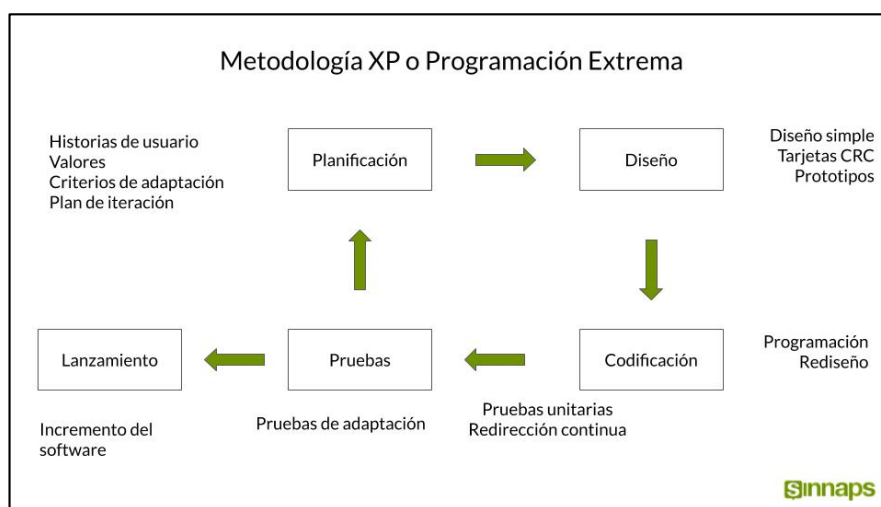 Metodología XP o Programación Extrema
Historias de usuario
Valores
Criterios de adaptación
Plan de iteración
Planificación
Diseño
Diseño simple
Tarjetas CRC
Prototipos
Lanzamiento
Pruebas
Codificación
Programación
Rediseño
Incremento del
software
Pruebas de adaptación
Pruebas unitarias
Redirección continua
Sinnaps